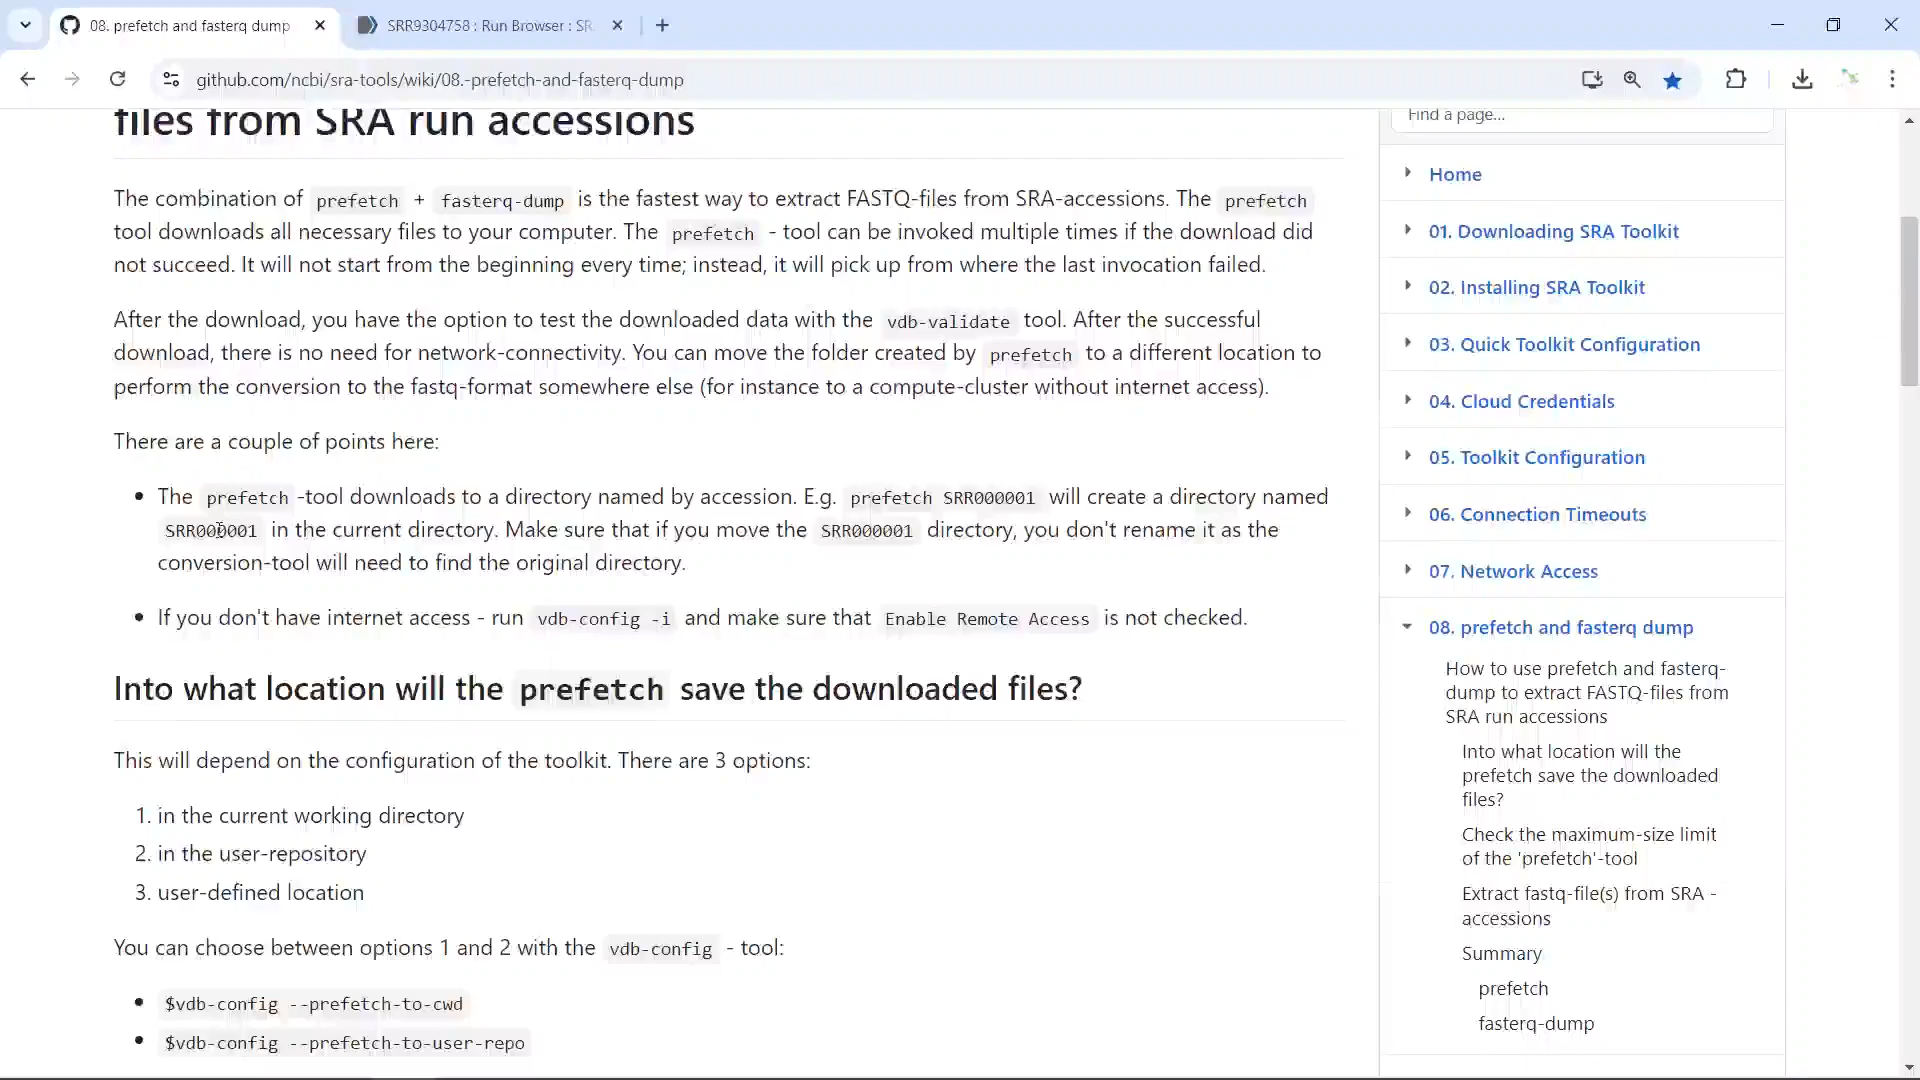 08. prefetch and fasterq dump
SRR9304758 : Run Browser : SR
github.com/ncbi/sra-tools/wiki/08.-prefetch-and-fasterq-dump
files from SRA run accessions
The combination of prefetch + fasterq-dump is the fastest way to extract FASTQ-files from SRA-accessions. The prefetch
tool downloads all necessary files to your computer. The prefetch - tool can be invoked multiple times if the download did
not succeed. It will not start from the beginning every time; instead, it will pick up from where the last invocation failed.
After the download, you have the option to test the downloaded data with the vdb-validate tool. After the successful
download, there is no need for network-connectivity. You can move the folder created by prefetch to a different location to
perform the conversion to the fastq-format somewhere else (for instance to a compute-cluster without internet access).
There are a couple of points here:
• The prefetch -tool downloads to a directory named by accession. E.g. prefetch SRR000001 will create a directory named
SRR000001 in the current directory. Make sure that if you move the SRR000001 directory, you don't rename it as the
conversion-tool will need to find the original directory.
• If you don't have internet access - run vdb-config -i and make sure that Enable Remote Access is not checked.
Into what location will the prefetch save the downloaded files?
This will depend on the configuration of the toolkit. There are 3 options:
1. in the current working directory
2. in the user-repository
3. user-defined location
You can choose between options 1 and 2 with the vdb-config - tool:
• $vdb-config --prefetch-to-cwd
• $vdb-config --prefetch-to-user-repo
Find a page...
Home
01. Downloading SRA Toolkit
02. Installing SRA Toolkit
03. Quick Toolkit Configuration
04. Cloud Credentials
05. Toolkit Configuration
06. Connection Timeouts
07. Network Access
08. prefetch and fasterq dump
How to use prefetch and fasterq-
dump to extract FASTQ-files from
SRA run accessions
Into what location will the
prefetch save the downloaded
files?
Check the maximum-size limit
of the 'prefetch'-tool
Extract fastq-file(s) from SRA -
accessions
Summary
prefetch
fasterq-dump